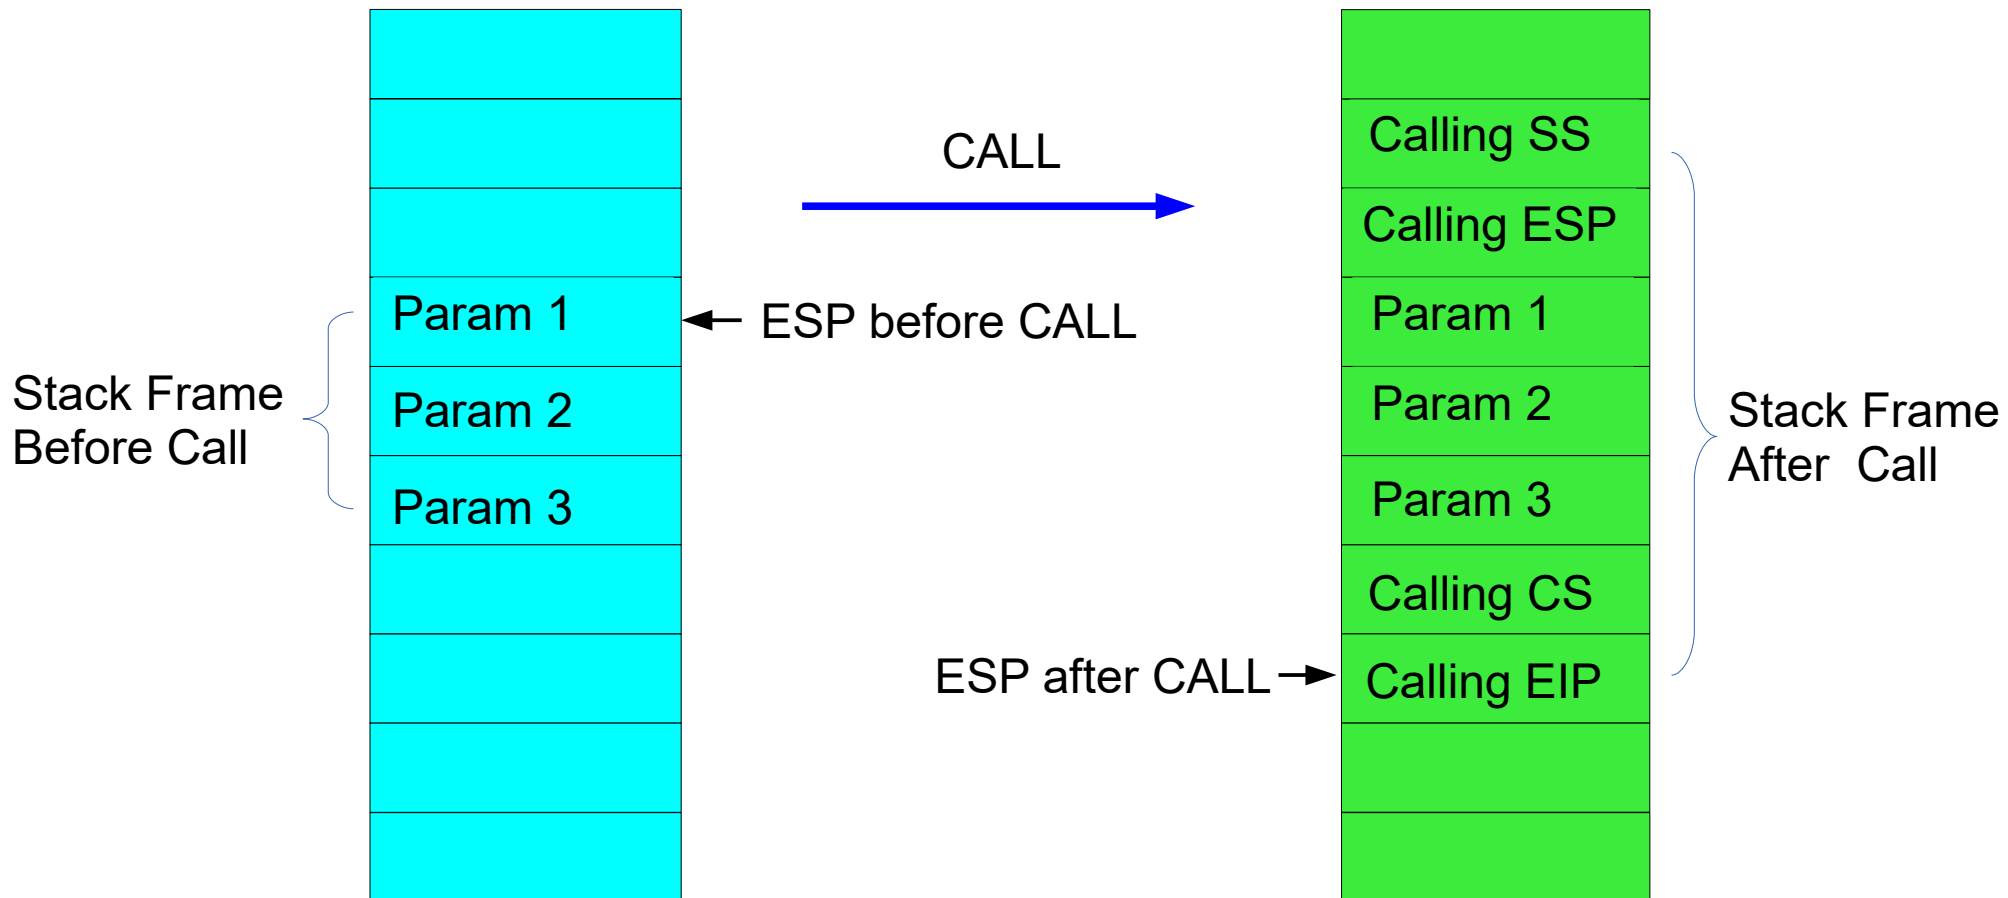 CALL
Stack Frame
Before Call
Param 1
Param 2
Param 3
ESP before CALL
ESP after CALL
Calling SS
Calling ESP
Param 1
Param 2
Param 3
Calling CS
Calling EIP
Stack Frame
After  Call